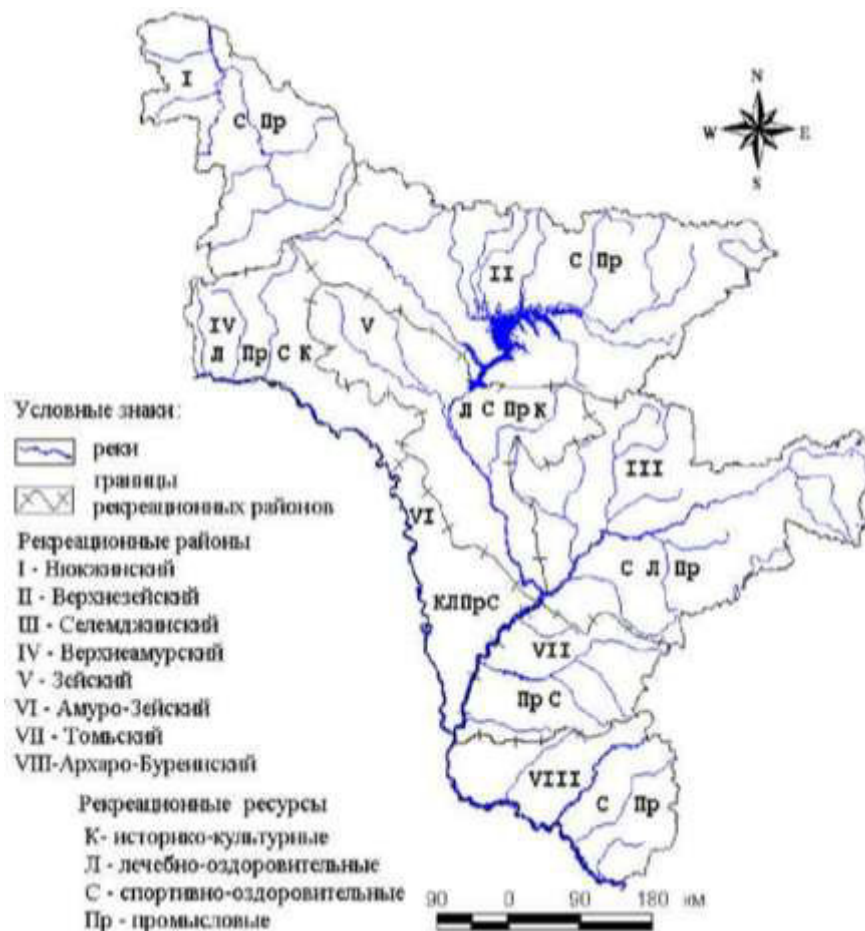 I
С Пр
N
W E
S
II
С Пр
IV
Л Пр С К
V
Л С Пр К
III
VI
С Л Пр
КЛПрС
VII
Пр С
VIII
С Пр
Условные знаки:
реки
границы
рекреационных районов
Рекреационные районы
I - Нюкжинский
II - Верхнезейский
III - Селемджинский
IV - Верхнеамурский
V - Зейский
VI - Амуро-Зейский
VII - Томьский
VIII-Архаро-Буреинский
Рекреационные ресурсы
К- историко-культурные
Л - лечебно-оздоровительные
С - спортивно-оздоровительные
Пр - промысловые
90 0 90 180 км